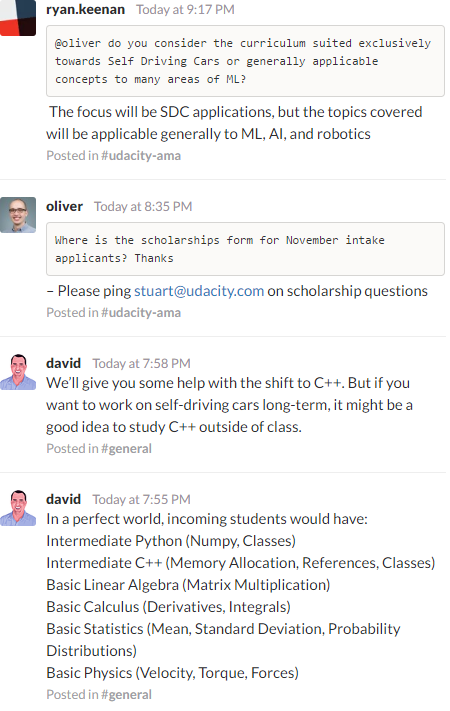 ryan.keenan Today at 9:17 PM
@oliver do you consider the curriculum suited exclusively
towards Self Driving Cars or generally applicable
concepts to many areas of ML?
The focus will be SDC applications, but the topics covered
will be applicable generally to ML, AI, and robotics
Posted in #udacity-ama
oliver Today at 8:35 PM
Where is the scholarships form for November intake
applicants? Thanks
– Please ping stuart@udacity.com on scholarship questions
Posted in #udacity-ama
david Today at 7:58 PM
We'll give you some help with the shift to C++. But if you
want to work on self-driving cars long-term, it might be a
good idea to study C++ outside of class.
Posted in #general
david Today at 7:55 PM
In a perfect world, incoming students would have:
Intermediate Python (Numpy, Classes)
Intermediate C++ (Memory Allocation, References, Classes)
Basic Linear Algebra (Matrix Multiplication)
Basic Calculus (Derivatives, Integrals)
Basic Statistics (Mean, Standard Deviation, Probability
Distributions)
Basic Physics (Velocity, Torque, Forces)
Posted in #general